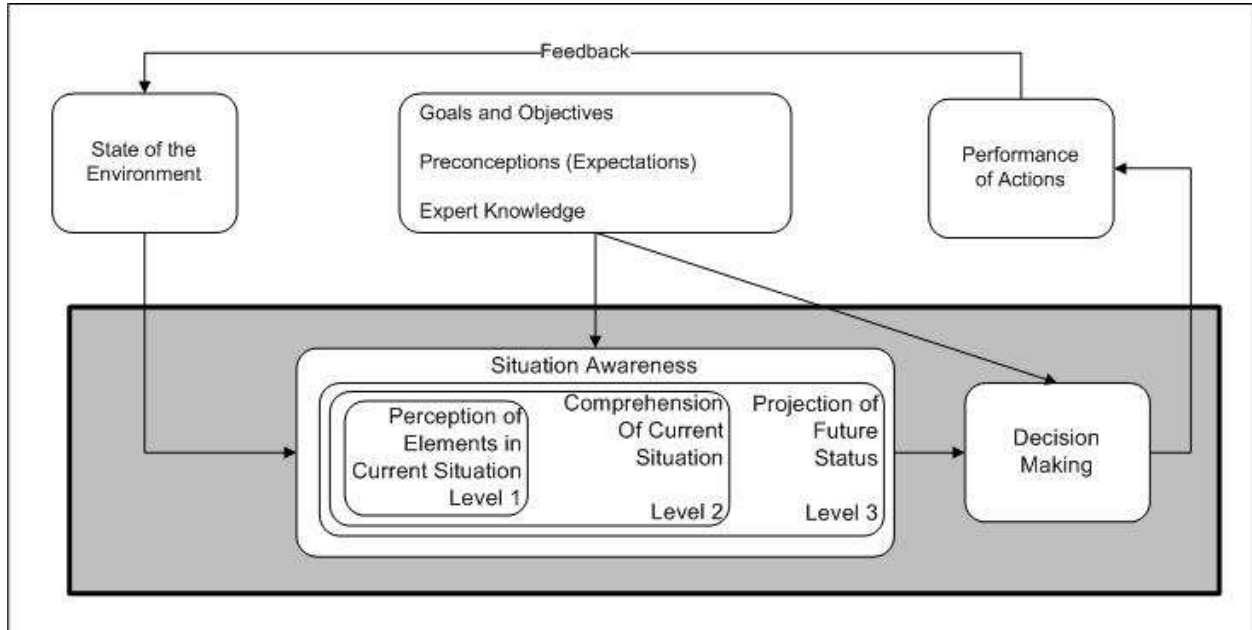 Feedback
State of the
Environment
Goals and Objectives
Preconceptions (Expectations)
Expert Knowledge
Performance
of Actions
Situation Awareness
Perception of
Elements in
Current Situation
Level 1
Comprehension
Of Current
Situation
Level 2
Projection of
Future
Status
Level 3
Decision
Making